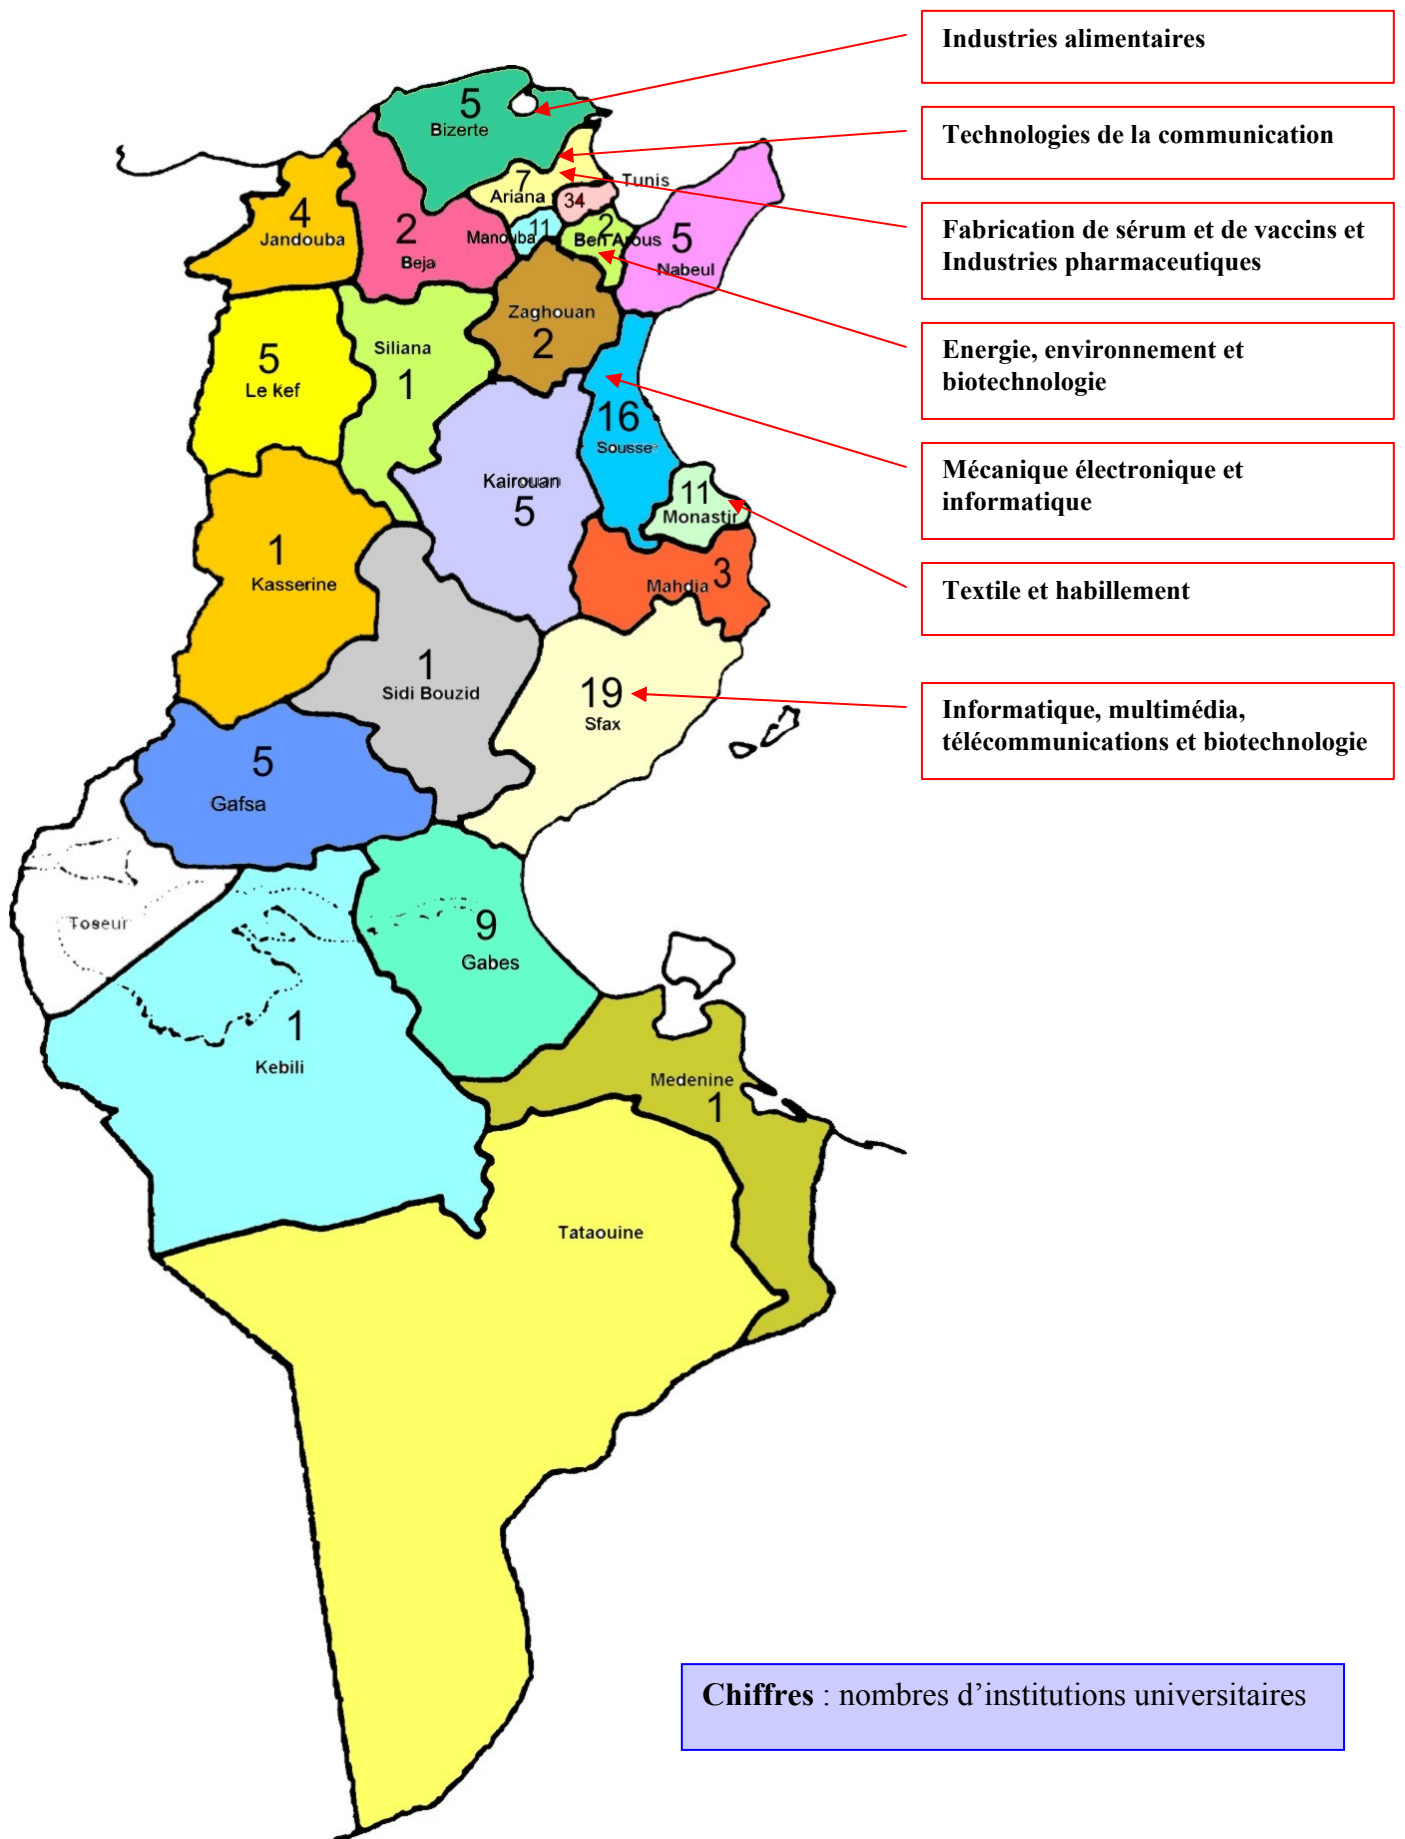 Industries alimentaires
Technologies de la communication
Fabrication de sérum et de vaccins et
Industries pharmaceutiques
Energie, environnement et
biotechnologie
Mécanique électronique et
informatique
Textile et habillement
Informatique, multimédia,
télécommunications et biotechnologie
5
Bizerte
7
Ariana
Tunis
34
4
Jandouba
2
Beja
Manouba
11
2
Ben Arous
5
Nabeul
Zaghouan
2
5
Le kef
Siliana
1
16
Sousse
Kairouan
5
11
Monastir
1
Kasserine
Mahdia
3
1
Sidi Bouzid
19
Sfax
5
Gafsa
Toseur
9
Gabes
1
Kebili
Medenine
1
Tataouine
Chiffres : nombres d’institutions universitaires